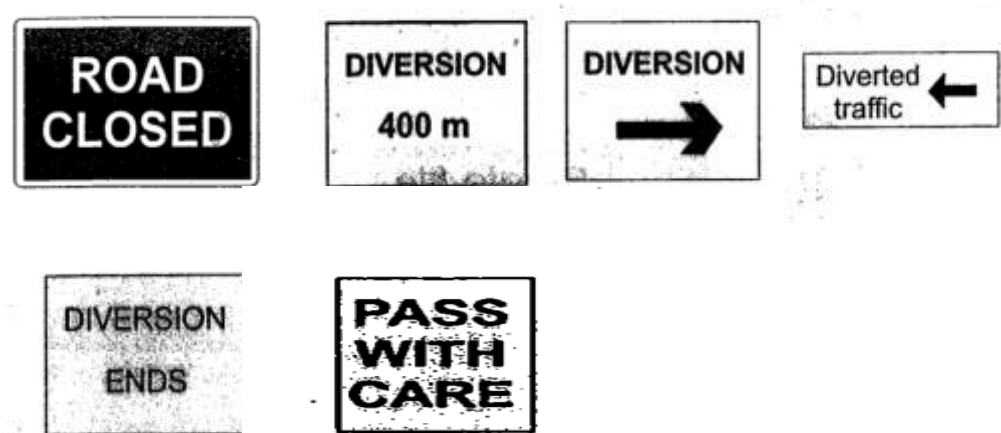 ROAD
CLOSED
DIVERSION
400 m
DIVERSION
Diverted
traffic
DIVERSION
ENDS
PASS
WITH
CARE